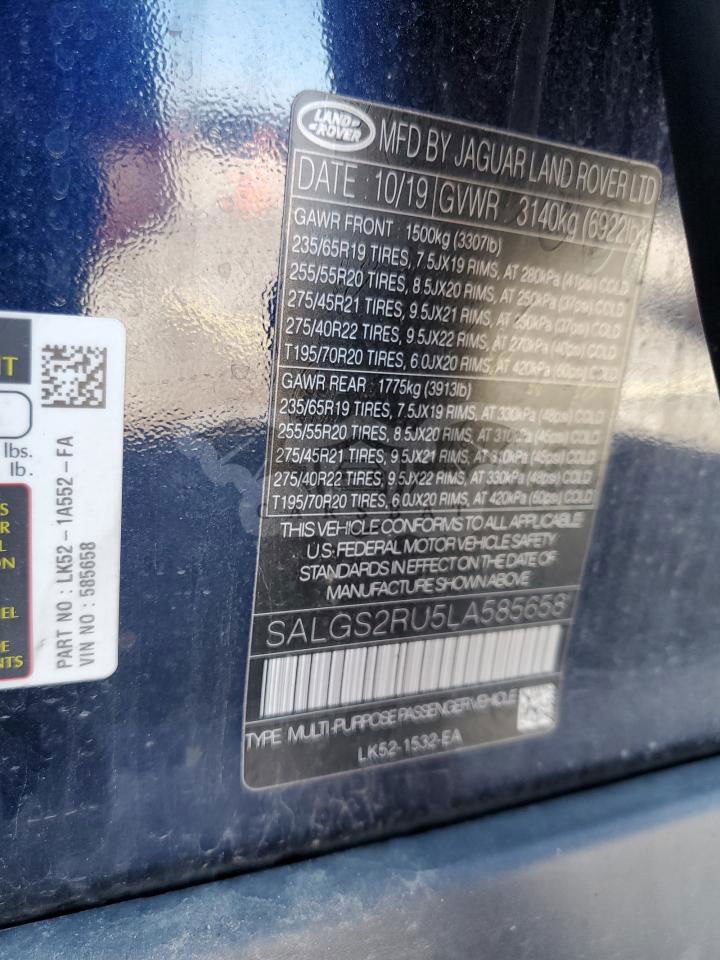 LAND-
-ROVER
MFD BY JAGUAR LAND ROVER LTD
DATE 10/19 GVWR 3140kg (6922lb)
GAWR FRONT 1500kg (3307lb)
235/65R19 TIRES, 7.5JX19 RIMS, AT 280kPa (41psi) COLD
255/55R20 TIRES, 8.5JX20 RIMS, AT 250kPa (37psi) COLD
275/45R21 TIRES, 9.5JX21 RIMS, AT 250kPa (37psi) COLD
275/40R22 TIRES, 9.5JX22 RIMS, AT 270kPa (40psi) COLD
T195/70R20 TIRES, 6.0JX20 RIMS, AT 420kPa (60psi) COLD
GAWR REAR : 1775kg (3913lb)
235/65R19 TIRES, 7.5JX19 RIMS, AT 330kPa (48psi) COLD
255/55R20 TIRES, 8.5JX20 RIMS, AT 310kPa (45psi) COLD
275/45R21 TIRES, 9.5JX21 RIMS, AT 310kPa (45psi) COLD
275/40R22 TIRES, 9.5JX22 RIMS, AT 330kPa (48psi) COLD
T195/70R20 TIRES, 6.0JX20 RIMS, AT 420kPa (60psi) COLD
THIS VEHICLE CONFORMS TO ALL APPLICABLE
U.S. FEDERAL MOTOR VEHICLE SAFETY
STANDARDS IN EFFECT ON THE DATE OF
MANUFACTURE SHOWN ABOVE
SALGS2RU5LA585658
TYPE MULTI-PURPOSE PASSENGER VEHICLE
LK52-1532-EA
PART NO : LK52-1A552-FA
VIN NO : 585658
lbs.
lb.